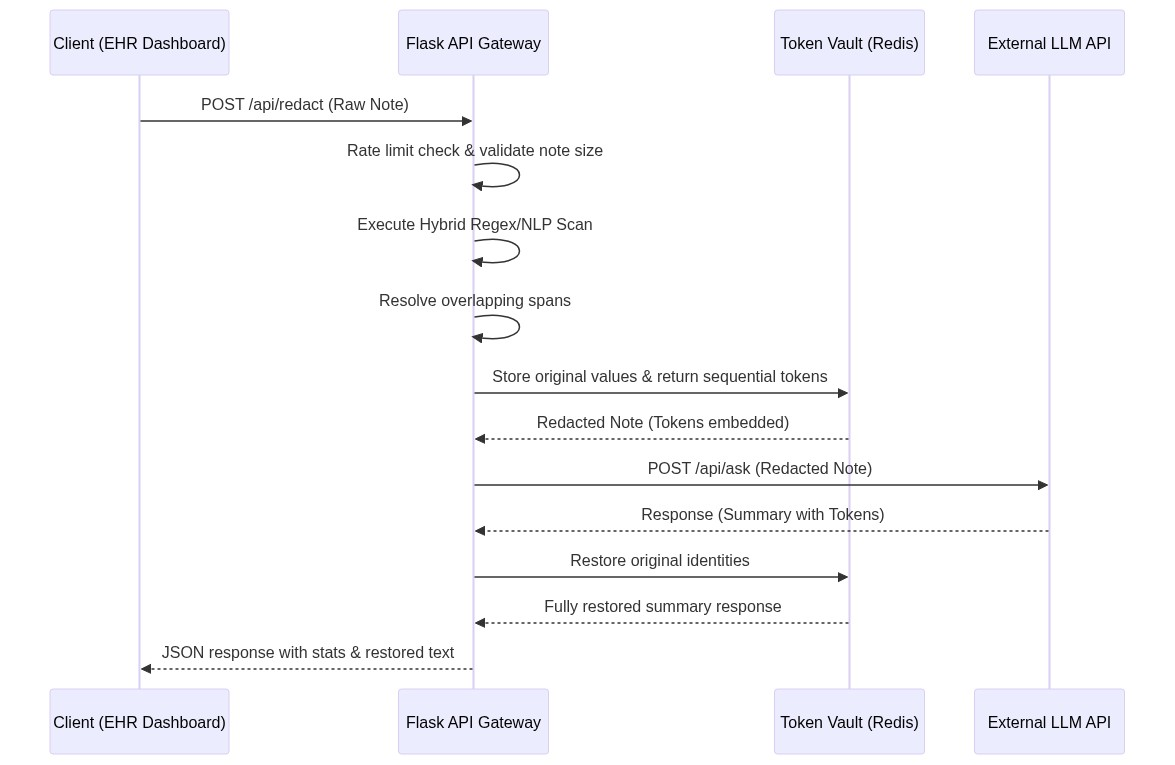 Client (EHR Dashboard)
Flask API Gateway
Token Vault (Redis)
External LLM API
POST /api/redact (Raw Note)
Rate limit check & validate note size
Execute Hybrid Regex/NLP Scan
Resolve overlapping spans
Store original values & return sequential tokens
Redacted Note (Tokens embedded)
POST /api/ask (Redacted Note)
Response (Summary with Tokens)
Restore original identities
Fully restored summary response
JSON response with stats & restored text
Client (EHR Dashboard)
Flask API Gateway
Token Vault (Redis)
External LLM API